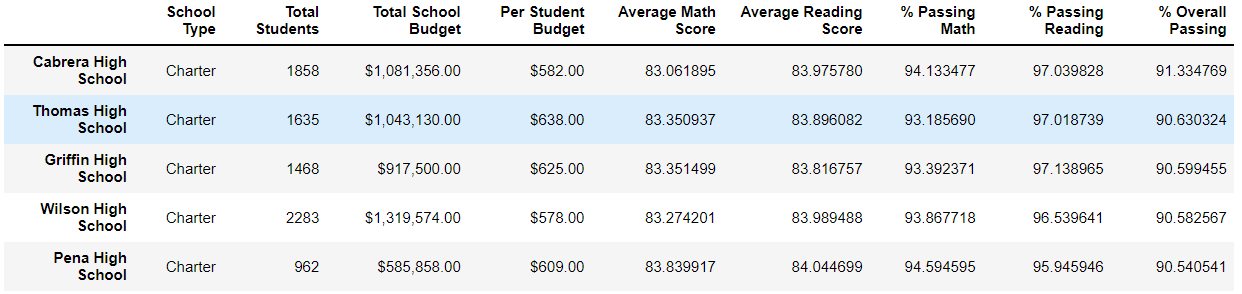 School Type Total Students Total School Budget Per Student Budget Average Math Score Average Reading Score % Passing Math % Passing Reading % Overall Passing
Cabrera High School Charter 1858 $1,081,356.00 $582.00 83.061895 83.975780 94.133477 97.039828 91.334769
Thomas High School Charter 1635 $1,043,130.00 $638.00 83.350937 83.896082 93.185690 97.018739 90.630324
Griffin High School Charter 1468 $917,500.00 $625.00 83.351499 83.816757 93.392371 97.138965 90.599455
Wilson High School Charter 2283 $1,319,574.00 $578.00 83.274201 83.989488 93.867718 96.539641 90.582567
Pena High School Charter 962 $585,858.00 $609.00 83.839917 84.044699 94.594595 95.945946 90.540541